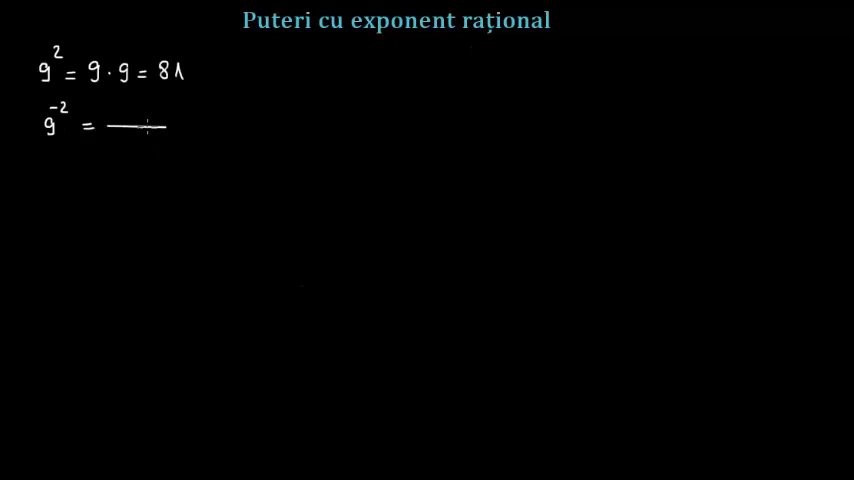 Puteri cu exponent rațional
9² = 9 · 9 = 81
9⁻² = —